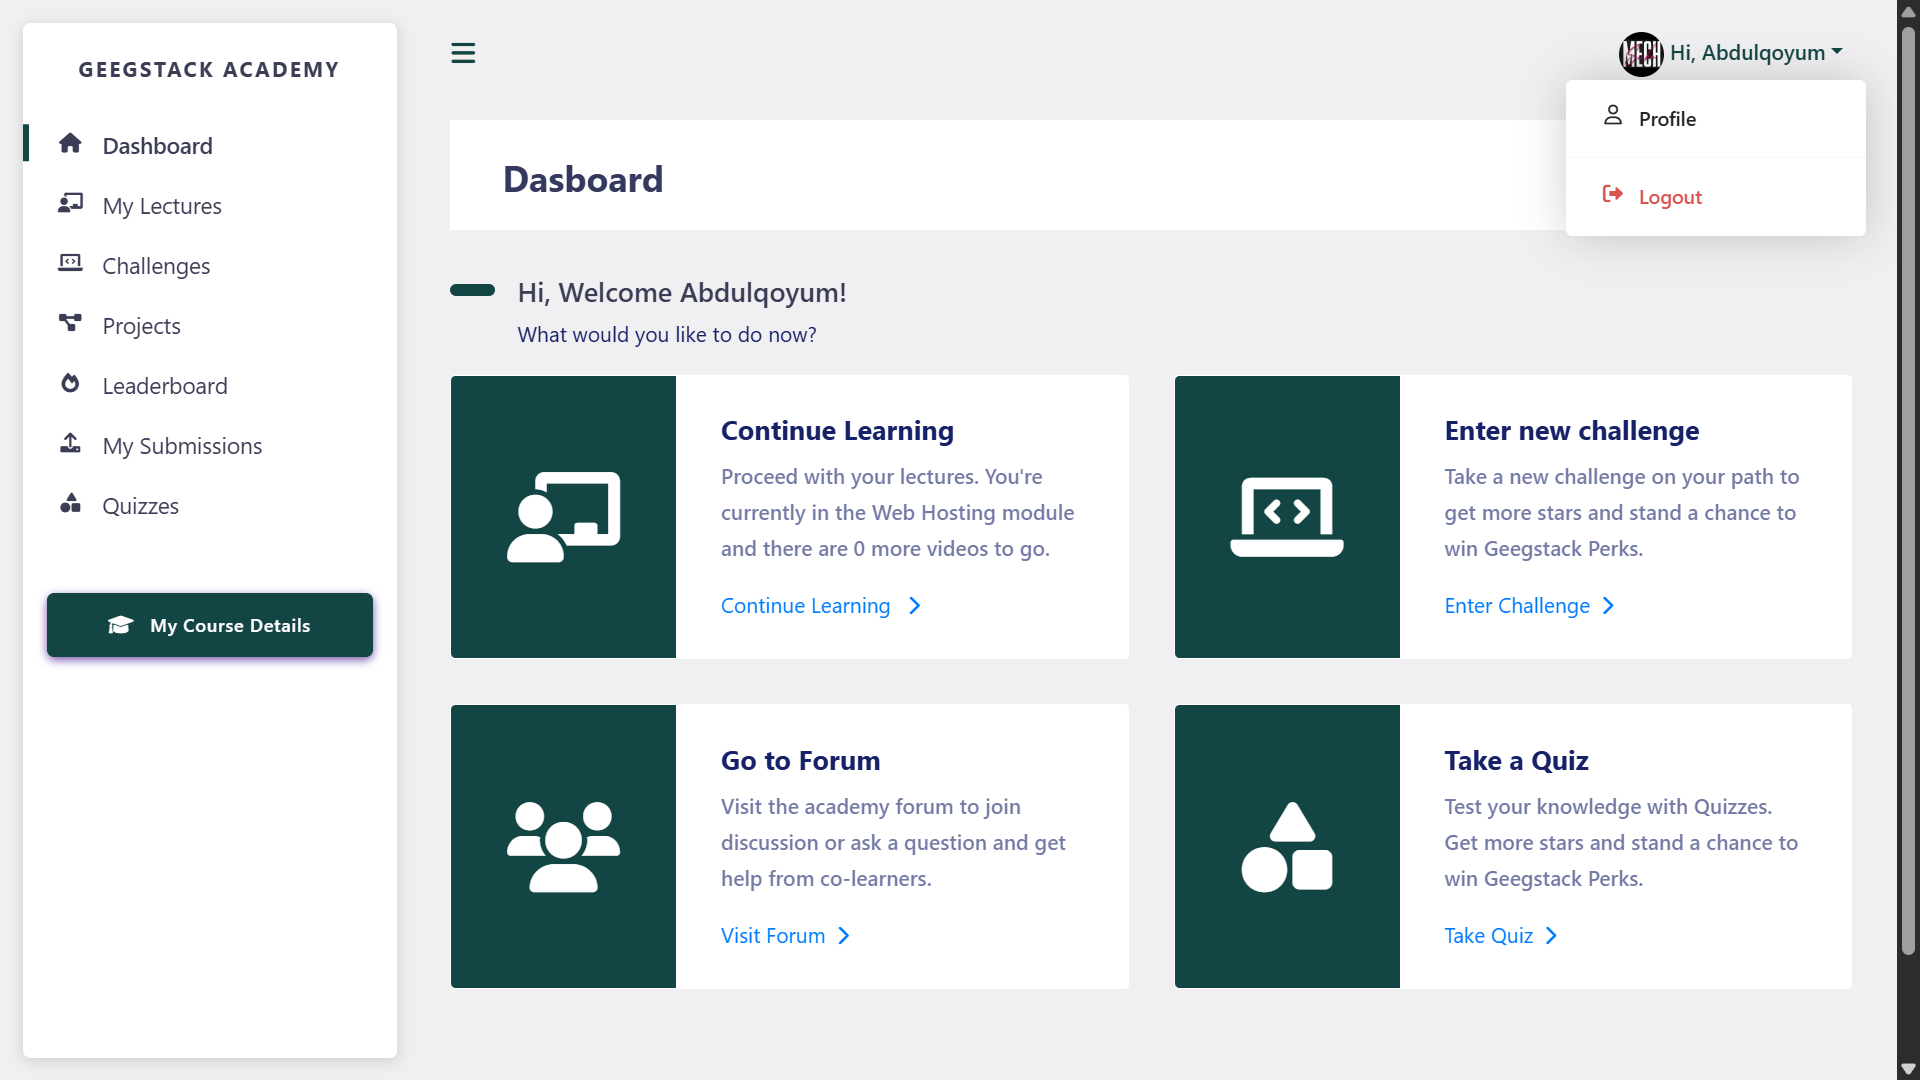 GEEGSTACK ACADEMY
Dashboard
My Lectures
Challenges
Projects
Leaderboard
My Submissions
Quizzes
My Course Details
MECH
Hi, Abdulqoyum
Profile
Logout
Dasboard
Hi, Welcome Abdulqoyum!
What would you like to do now?
Continue Learning
Proceed with your lectures. You're
currently in the Web Hosting module
and there are 0 more videos to go.
Continue Learning
Enter new challenge
Take a new challenge on your path to
get more stars and stand a chance to
win Geegstack Perks.
Enter Challenge
Go to Forum
Visit the academy forum to join
discussion or ask a question and get
help from co-learners.
Visit Forum
Take a Quiz
Test your knowledge with Quizzes.
Get more stars and stand a chance to
win Geegstack Perks.
Take Quiz